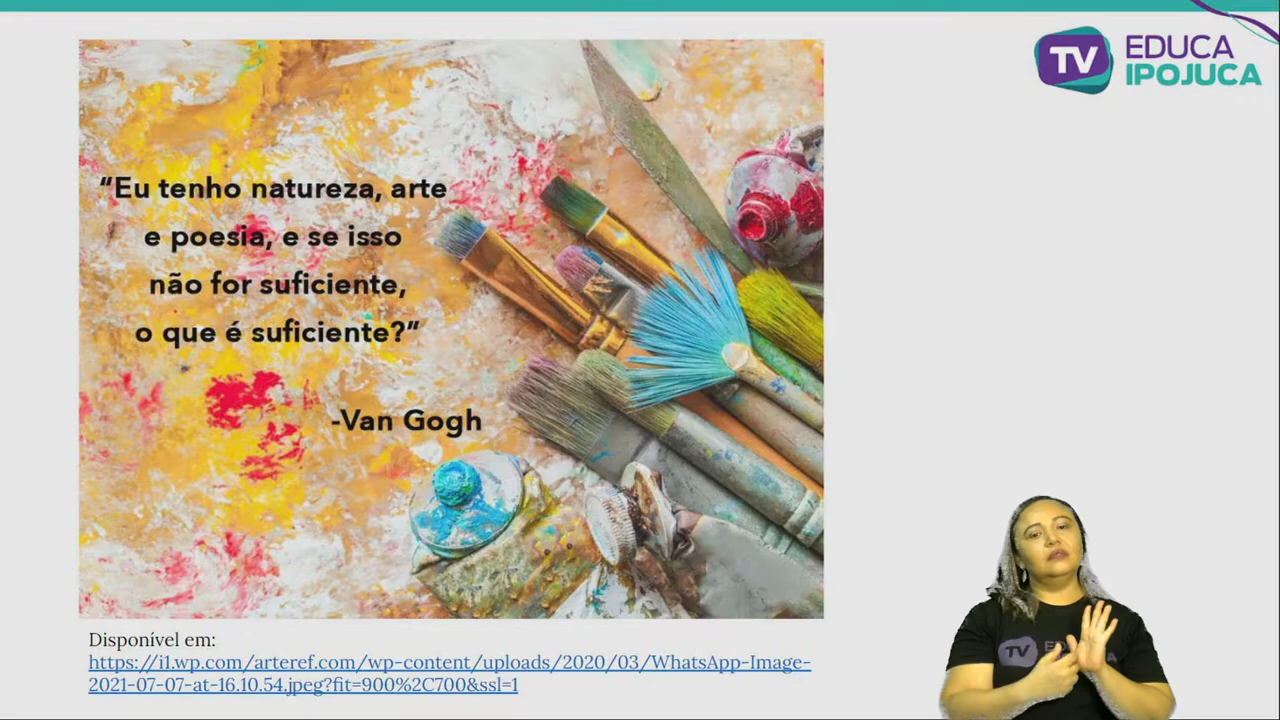 TV EDUCA
IPOJUCA
“Eu tenho natureza, arte
e poesia, e se isso
não for suficiente,
o que é suficiente?”
-Van Gogh
Disponível em:
https://i1.wp.com/arteref.com/wp-content/uploads/2020/03/WhatsApp-Image-
2021-07-07-at-16.10.54.jpeg?fit=900%2C700&ssl=1
TV